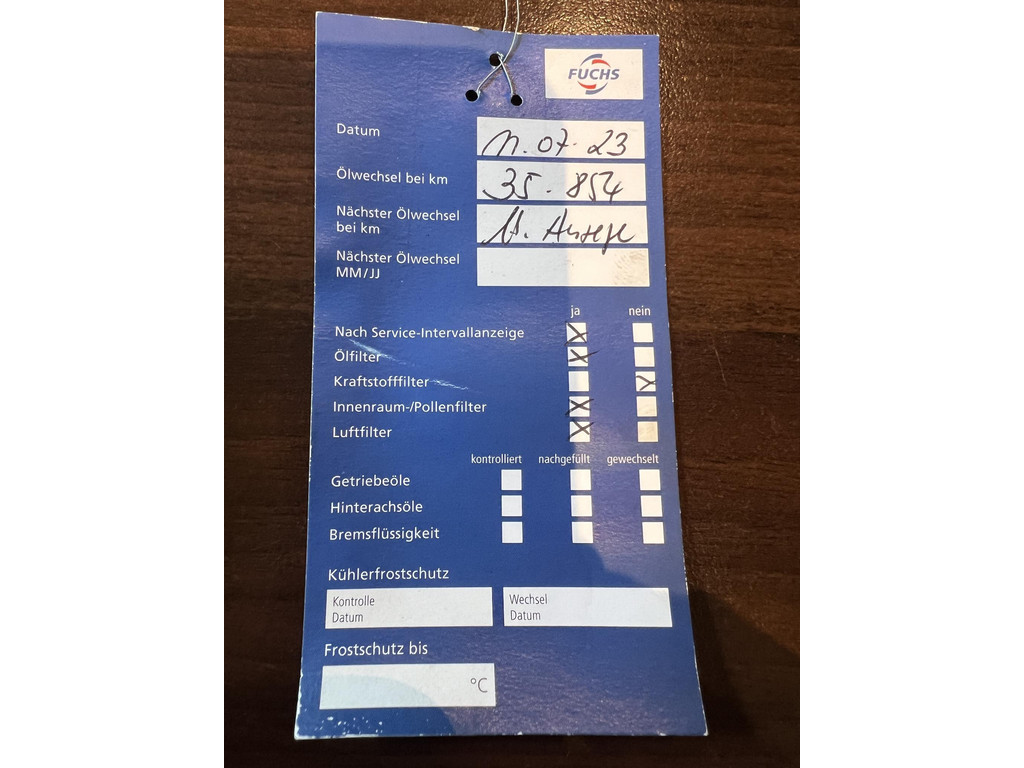 FUCHS
Datum 11.07.23
Ölwechsel bei km 35.854
Nächster Ölwechsel
bei km N. Anzeige
Nächster Ölwechsel
MM/JJ
ja nein
Nach Service-Intervallanzeige
Ölfilter
Kraftstofffilter
Innenraum-/Pollenfilter
Luftfilter
kontrolliert nachgefüllt gewechselt
Getriebeöle
Hinterachsöle
Bremsflüssigkeit
Kühlerfrostschutz
Kontrolle Wechsel
Datum Datum
Frostschutz bis
°C